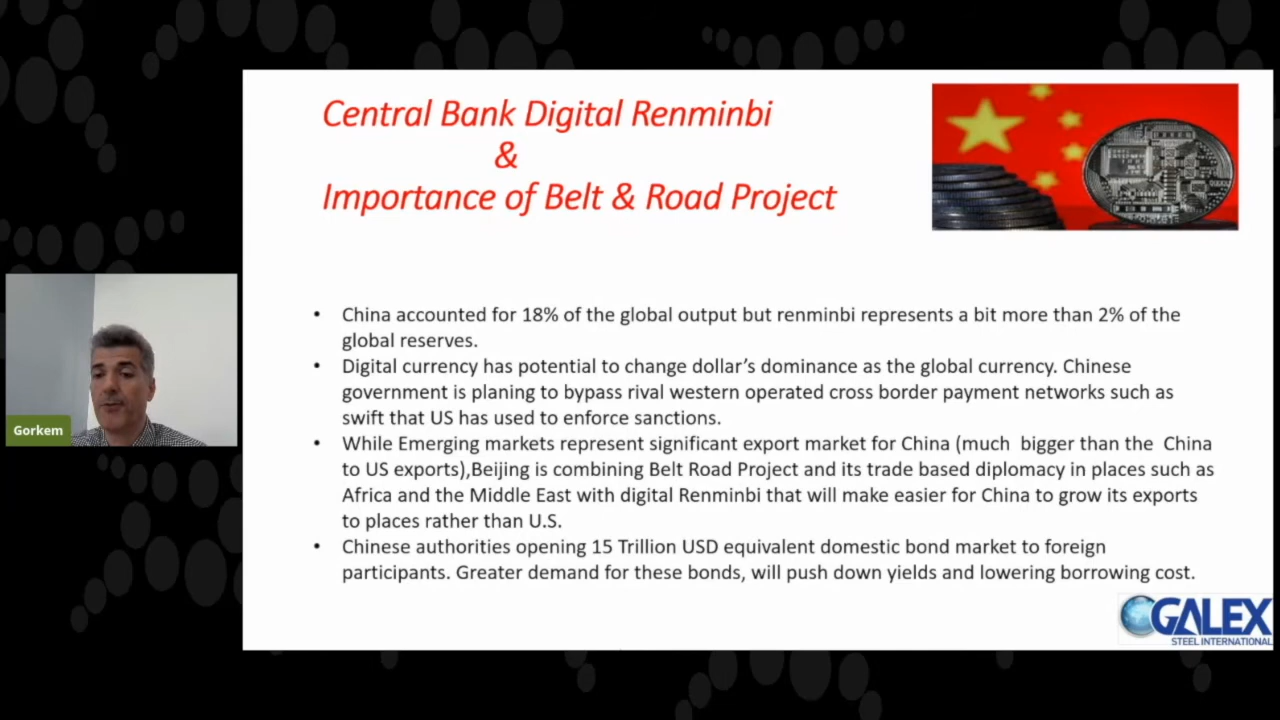 Central Bank Digital Renminbi
&
Importance of Belt & Road Project
• China accounted for 18% of the global output but renminbi represents a bit more than 2% of the
global reserves.
• Digital currency has potential to change dollar's dominance as the global currency. Chinese
government is planing to bypass rival western operated cross border payment networks such as
swift that US has used to enforce sanctions.
• While Emerging markets represent significant export market for China (much bigger than the China
to US exports),Beijing is combining Belt Road Project and its trade based diplomacy in places such as
Africa and the Middle East with digital Renminbi that will make easier for China to grow its exports
to places rather than U.S.
• Chinese authorities opening 15 Trillion USD equivalent domestic bond market to foreign
participants. Greater demand for these bonds, will push down yields and lowering borrowing cost.
Gorkem
GALEX
STEEL INTERNATIONAL